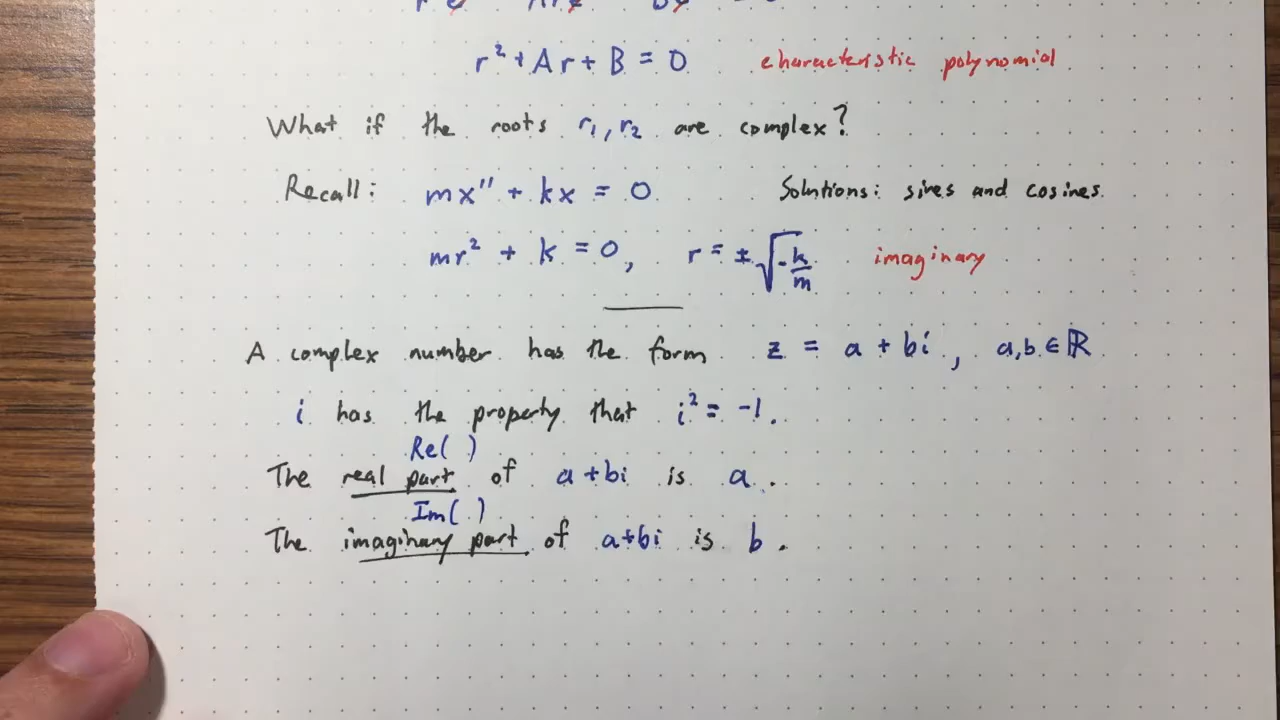 r² + Ar + B = 0 characteristic polynomial
What if the roots r₁, r₂ are complex?
Recall: mx'' + kx = 0 Solutions: sines and cosines.
mr² + k = 0, r = ±√-k/m imaginary
A complex number has the form z = a + bi, a,b ∈ ℝ
i has the property that i² = -1.
Re( )
The real part of a + bi is a.
Im( )
The imaginary part of a+bi is b.